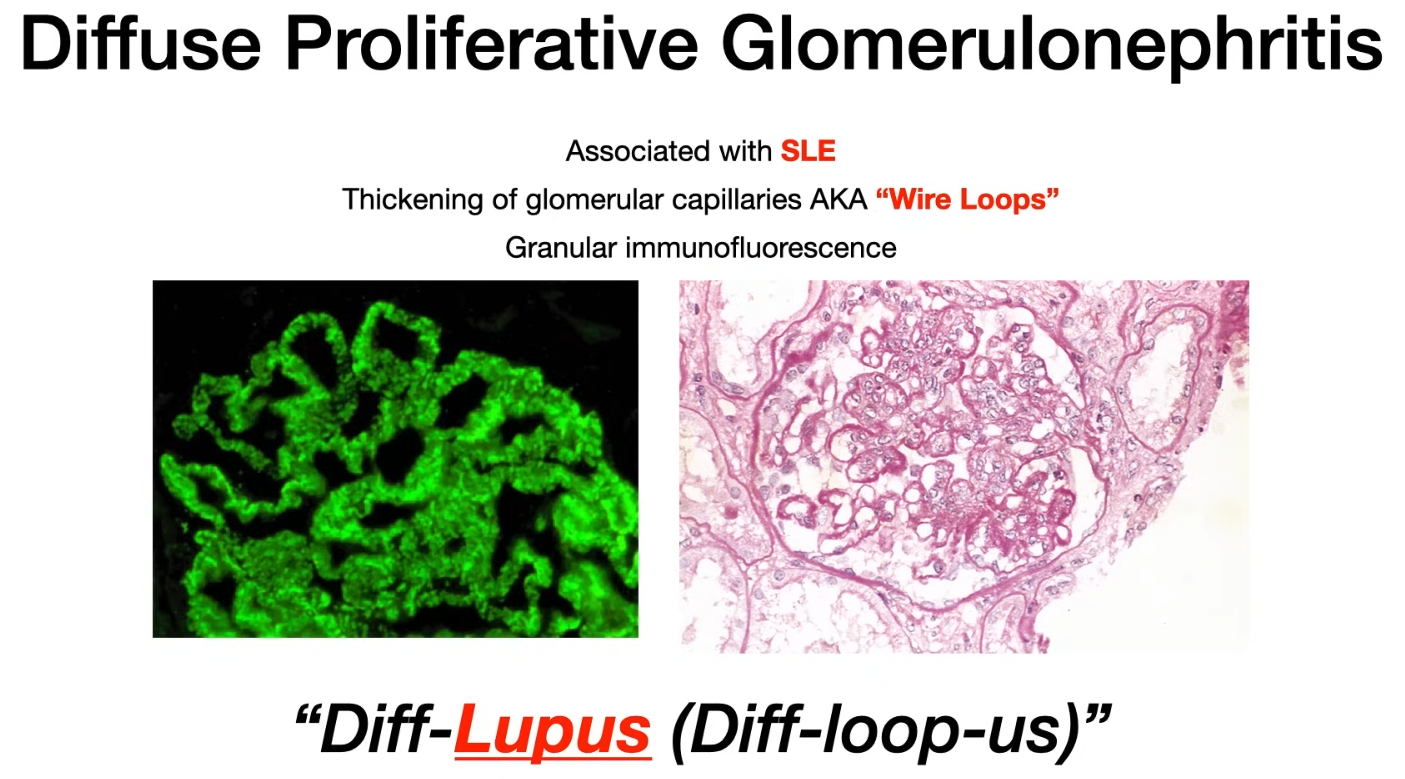 Diffuse Proliferative Glomerulonephritis
Associated with SLE
Thickening of glomerular capillaries AKA “Wire Loops”
Granular immunofluorescence
“Diff-Lupus (Diff-loop-us)”